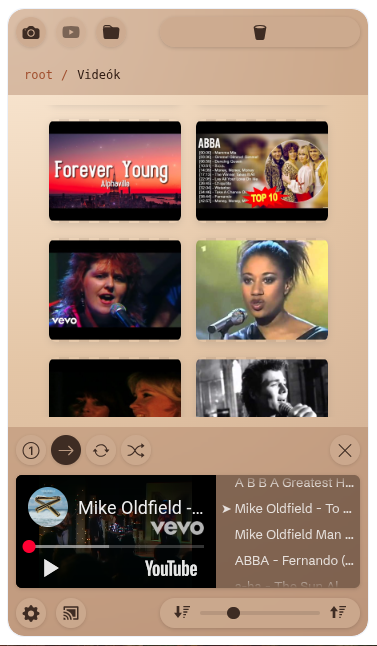 root / Videók
Forever Young
Alphaville
ABBA
TOP 10
vevo
1
A B B A Greatest H...
Mike Oldfield -...
vevo
YouTube
➤ Mike Oldfield - To ...
Mike Oldfield Man ...
ABBA - Fernando (...
a-ha - The Sun Al...